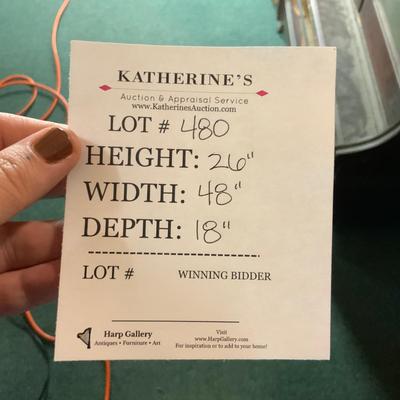 KATHERINE'S
Auction & Appraisal Service
www.KatherinesAuction.com
LOT # 480
HEIGHT: 26"
WIDTH: 48"
DEPTH: 18"
LOT # WINNING BIDDER
Harp Gallery
Antiques • Furniture • Art
Visit
www.HarpGallery.com
For inspiration or to add to your home!